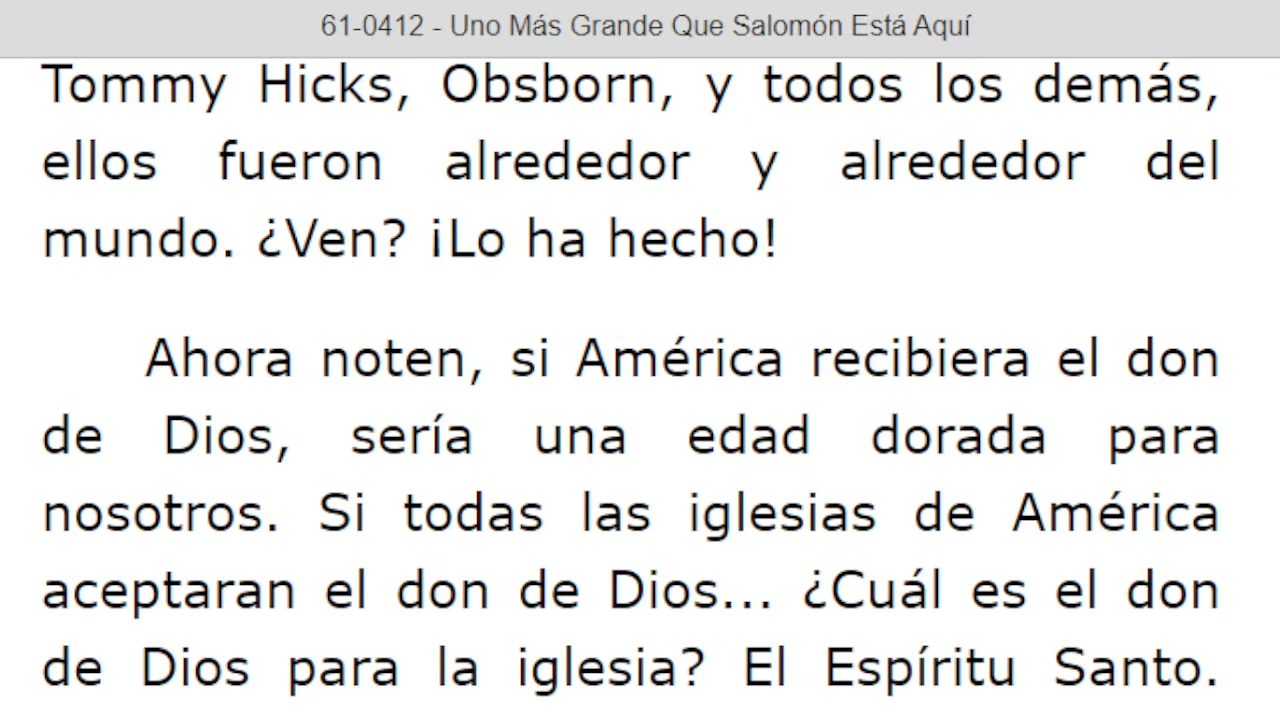 61-0412 - Uno Más Grande Que Salomón Está Aquí
Tommy Hicks, Obsborn, y todos los demás,
ellos fueron alrededor y alrededor del
mundo. ¿Ven? ¡Lo ha hecho!
Ahora noten, si América recibiera el don
de Dios, sería una edad dorada para
nosotros. Si todas las iglesias de América
aceptaran el don de Dios... ¿Cuál es el don
de Dios para la iglesia? El Espíritu Santo.